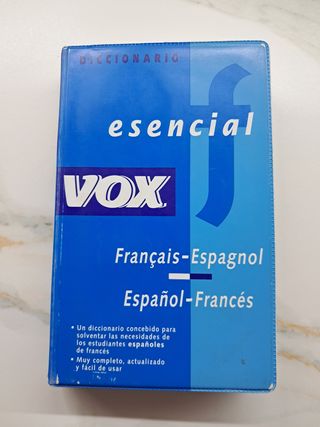 DICCIONARIO
esencial
f
VOX
Français-Espagnol
Español-Francés
• Un diccionario concebido para
solventar las necesidades de
los estudiantes españoles
de francés
• Muy completo, actualizado
y fácil de usar